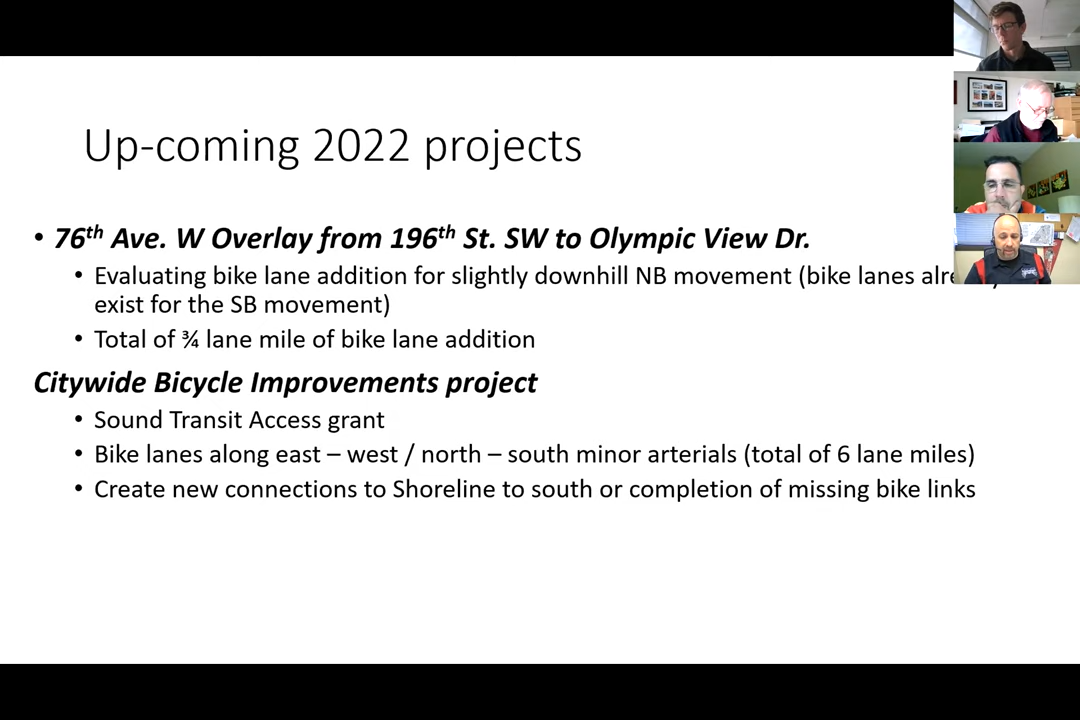 Up-coming 2022 projects
• 76th Ave. W Overlay from 196th St. SW to Olympic View Dr.
• Evaluating bike lane addition for slightly downhill NB movement (bike lanes
exist for the SB movement)
• Total of ¾ lane mile of bike lane addition
Citywide Bicycle Improvements project
• Sound Transit Access grant
• Bike lanes along east – west / north – south minor arterials (total of 6 lane miles)
• Create new connections to Shoreline to south or completion of missing bike links